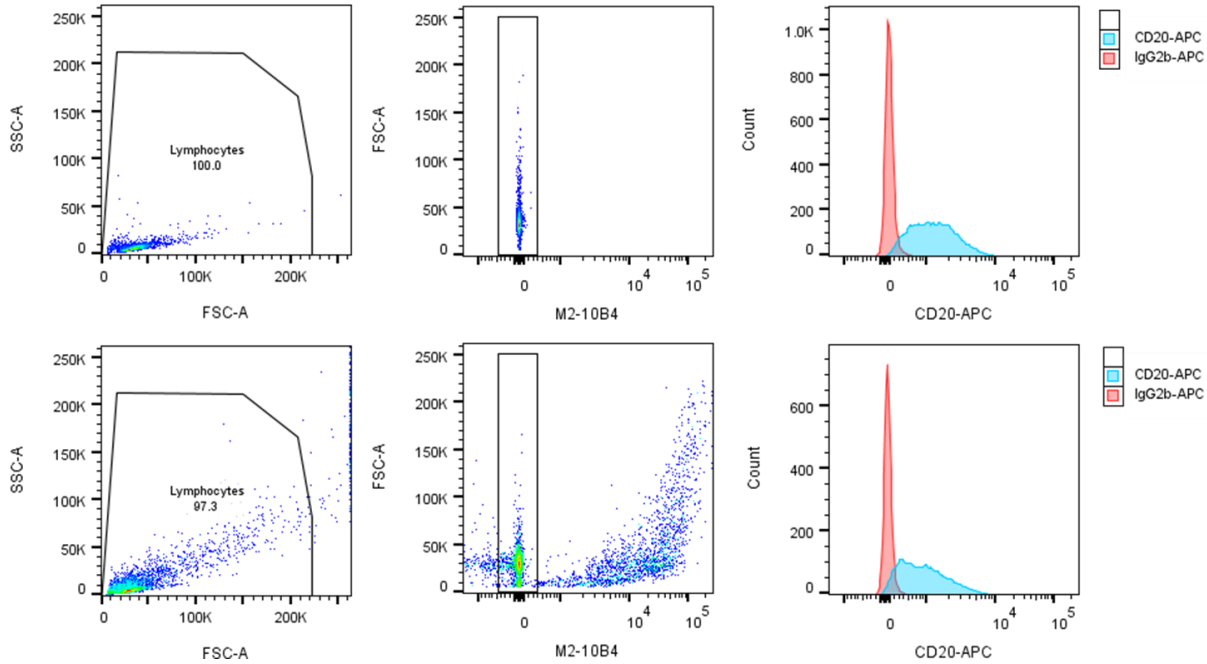 250K
200K
150K
100K
50K
0
SSC-A
Lymphocytes
100.0
0
100K
200K
FSC-A
250K
200K
150K
100K
50K
0
FSC-A
0
10^4
10^5
M2-10B4
1.0K
800
600
400
200
0
Count
0
10^4
10^5
CD20-APC
CD20-APC
IgG2b-APC
250K
200K
150K
100K
50K
0
SSC-A
Lymphocytes
97.3
0
100K
200K
FSC-A
250K
200K
150K
100K
50K
0
FSC-A
0
10^4
10^5
M2-10B4
600
400
200
0
Count
0
10^4
10^5
CD20-APC
CD20-APC
IgG2b-APC